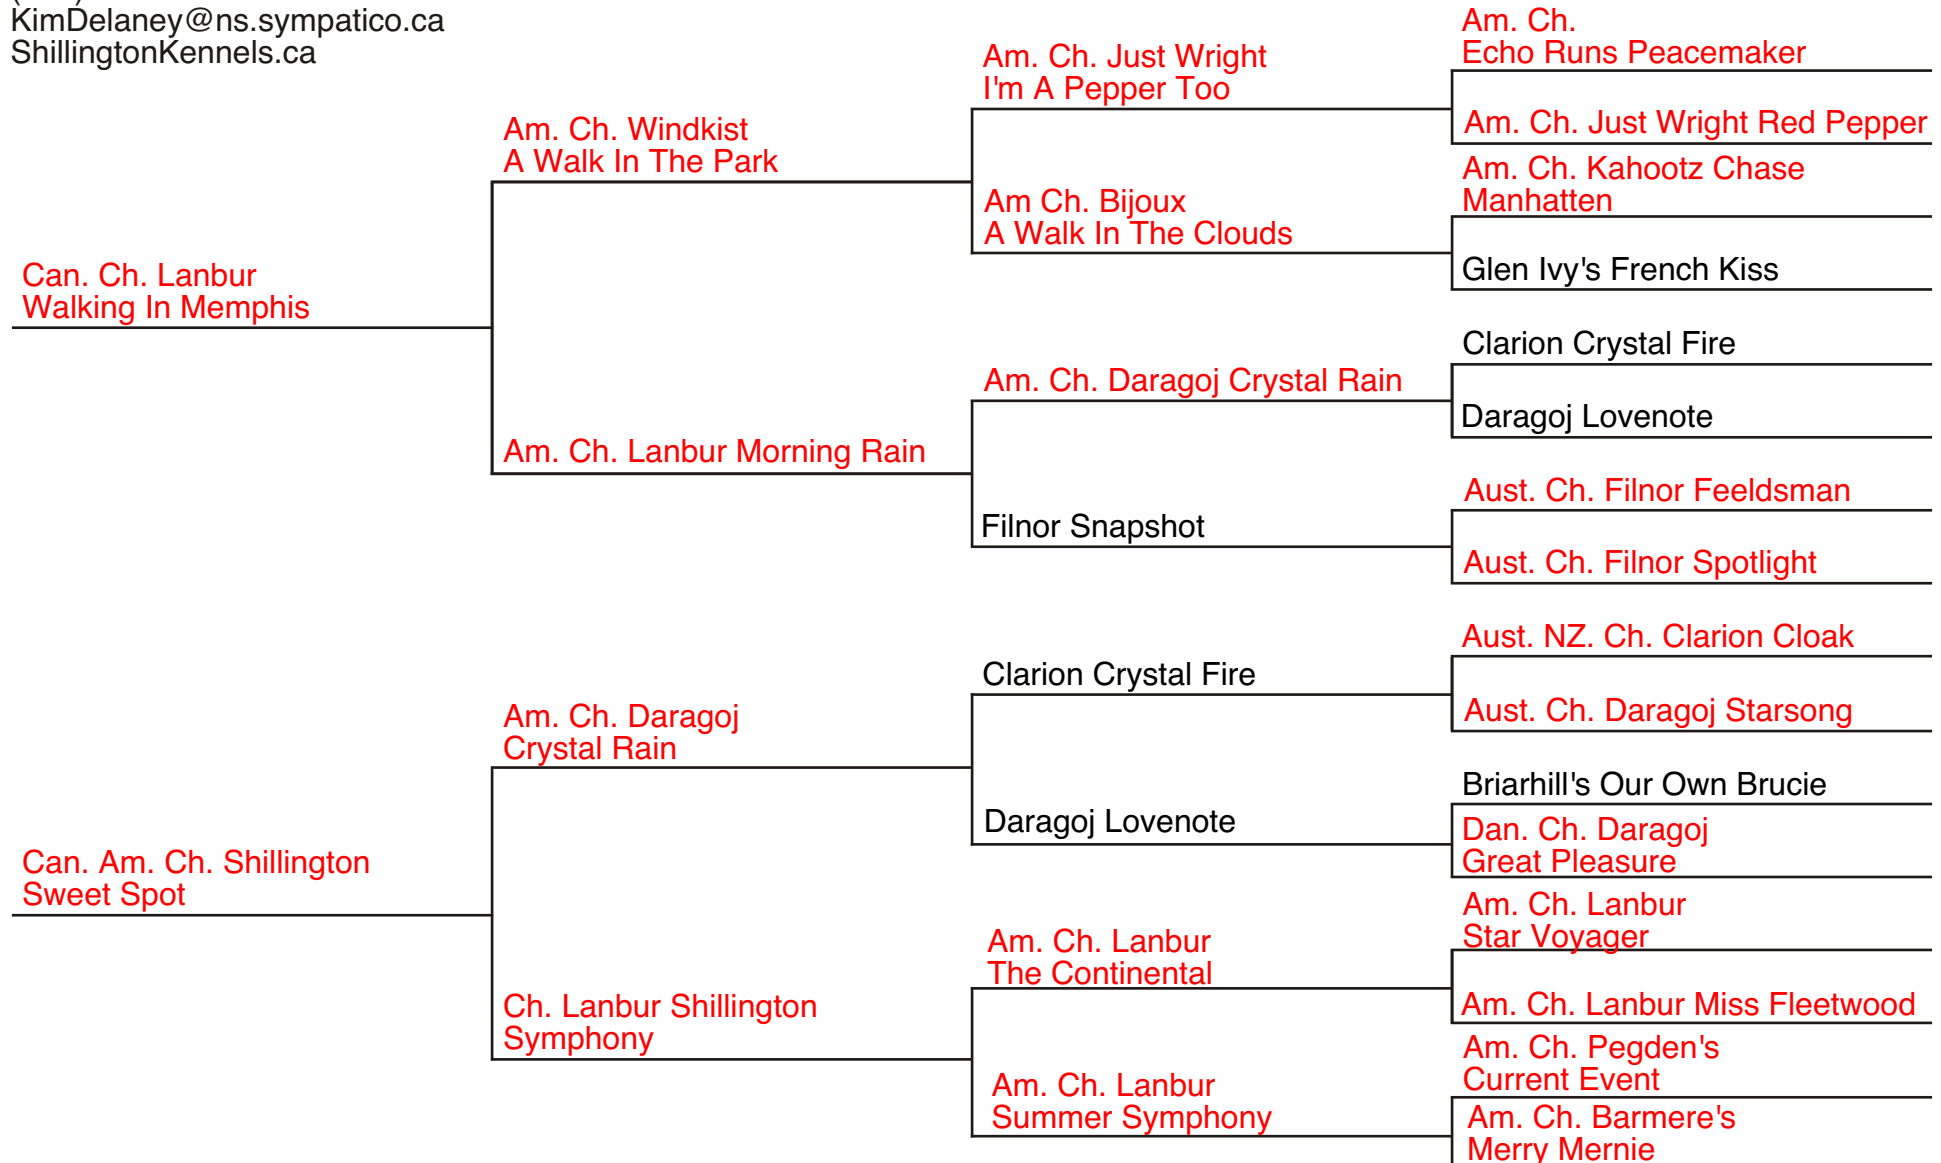 KimDelaney@ns.sympatico.ca
ShillingtonKennels.ca
Can. Ch. Lanbur
Walking In Memphis
Can. Am. Ch. Shillington
Sweet Spot
Am. Ch. Windkist
A Walk In The Park
Am. Ch. Lanbur Morning Rain
Am. Ch. Daragoj
Crystal Rain
Ch. Lanbur Shillington
Symphony
Am. Ch. Just Wright
I'm A Pepper Too
Am Ch. Bijoux
A Walk In The Clouds
Am. Ch. Daragoj Crystal Rain
Filnor Snapshot
Clarion Crystal Fire
Daragoj Lovenote
Am. Ch. Lanbur
The Continental
Am. Ch. Lanbur
Summer Symphony
Am. Ch.
Echo Runs Peacemaker
Am. Ch. Just Wright Red Pepper
Am. Ch. Kahootz Chase
Manhatten
Glen Ivy's French Kiss
Clarion Crystal Fire
Daragoj Lovenote
Aust. Ch. Filnor Feeldsman
Aust. Ch. Filnor Spotlight
Aust. NZ. Ch. Clarion Cloak
Aust. Ch. Daragoj Starsong
Briarhill's Our Own Brucie
Dan. Ch. Daragoj
Great Pleasure
Am. Ch. Lanbur
Star Voyager
Am. Ch. Lanbur Miss Fleetwood
Am. Ch. Pegden's
Current Event
Am. Ch. Barmere's
Merry Mernie